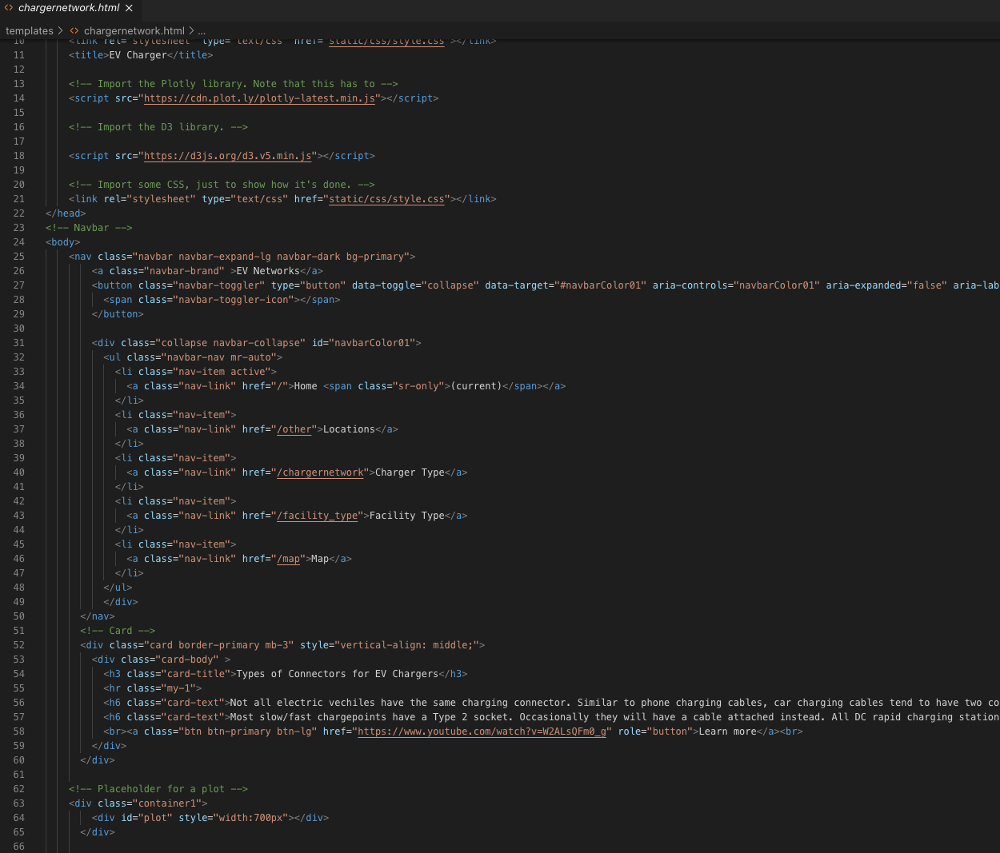 chargernetwork.html
templates > chargernetwork.html > ...
10 <link rel="stylesheet" type="text/css" href="static/css/style.css"></link>
11 <title>EV Charger</title>
12
13 <!-- Import the Plotly library. Note that this has to -->
14 <script src="https://cdn.plot.ly/plotly-latest.min.js"></script>
15
16 <!-- Import the D3 library. -->
17
18 <script src="https://d3js.org/d3.v5.min.js"></script>
19
20 <!-- Import some CSS, just to show how it's done. -->
21 <link rel="stylesheet" type="text/css" href="static/css/style.css"></link>
22 </head>
23 <!-- Navbar -->
24 <body>
25 <nav class="navbar navbar-expand-lg navbar-dark bg-primary">
26 <a class="navbar-brand" >EV Networks</a>
27 <button class="navbar-toggler" type="button" data-toggle="collapse" data-target="#navbarColor01" aria-controls="navbarColor01" aria-expanded="false" aria-lab
28 <span class="navbar-toggler-icon"></span>
29 </button>
30
31 <div class="collapse navbar-collapse" id="navbarColor01">
32 <ul class="navbar-nav mr-auto">
33 <li class="nav-item active">
34 <a class="nav-link" href="/">Home <span class="sr-only">(current)</span></a>
35 </li>
36 <li class="nav-item">
37 <a class="nav-link" href="/other">Locations</a>
38 </li>
39 <li class="nav-item">
40 <a class="nav-link" href="/chargernetwork">Charger Type</a>
41 </li>
42 <li class="nav-item">
43 <a class="nav-link" href="/facility_type">Facility Type</a>
44 </li>
45 <li class="nav-item">
46 <a class="nav-link" href="/map">Map</a>
47 </li>
48 </ul>
49 </div>
50 </nav>
51 <!-- Card -->
52 <div class="card border-primary mb-3" style="vertical-align: middle;">
53 <div class="card-body" >
54 <h3 class="card-title">Types of Connectors for EV Chargers</h3>
55 <hr class="my-1">
56 <h6 class="card-text">Not all electric vechiles have the same charging connector. Similar to phone charging cables, car charging cables tend to have two co
57 <h6 class="card-text">Most slow/fast chargepoints have a Type 2 socket. Occasionally they will have a cable attached instead. All DC rapid charging station
58 <br><a class="btn btn-primary btn-lg" href="https://www.youtube.com/watch?v=W2ALsQFm0_g" role="button">Learn more</a><br>
59 </div>
60 </div>
61
62 <!-- Placeholder for a plot -->
63 <div class="container1">
64 <div id="plot" style="width:700px"></div>
65 </div>
66